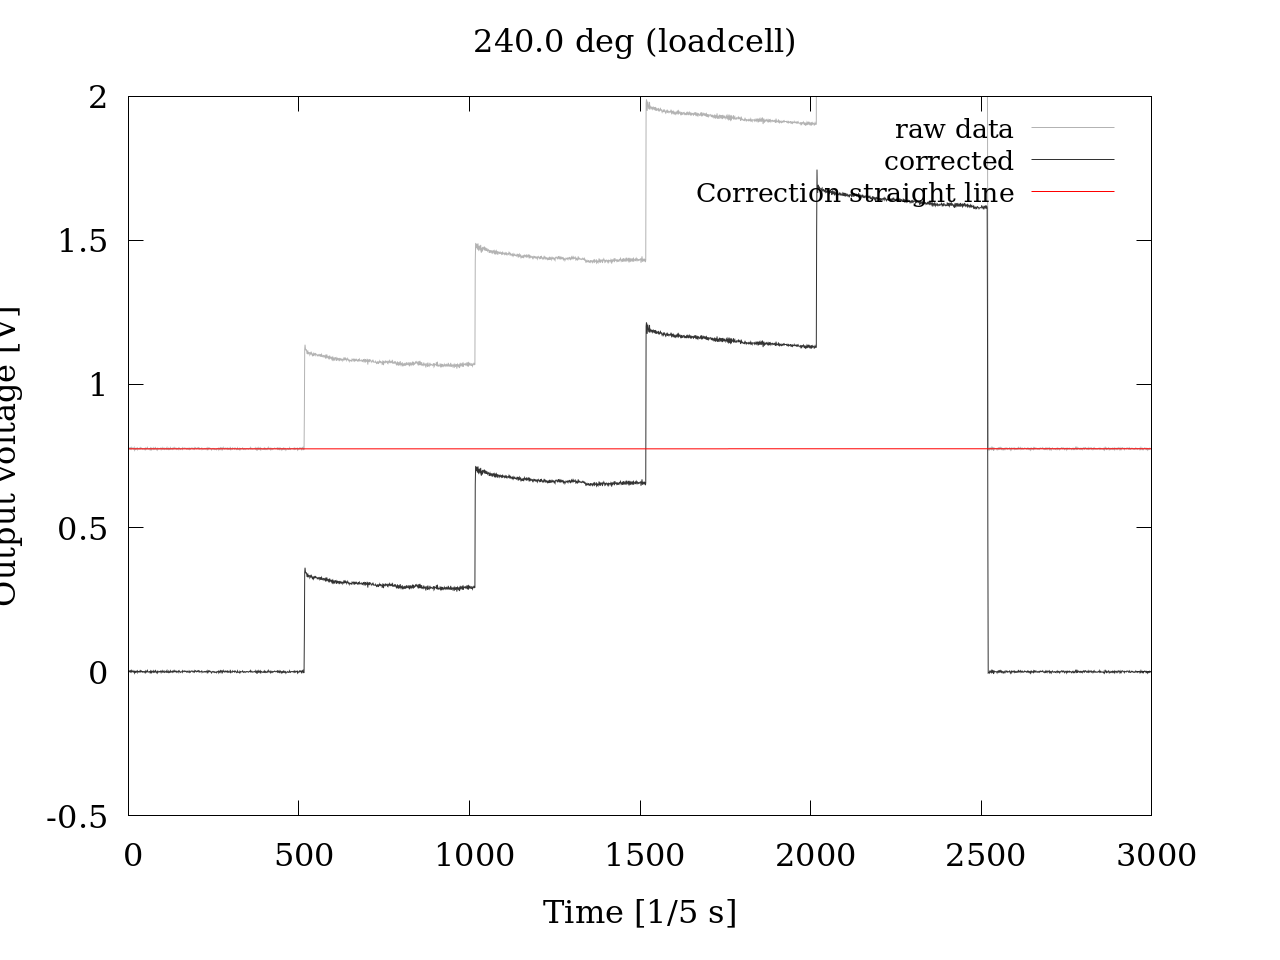 240.0 deg (loadcell)
2
1.5
1
0.5
0
-0.5
Output voltage [V]
raw data
corrected
Correction straight line
0 500 1000 1500 2000 2500 3000
Time [1/5 s]